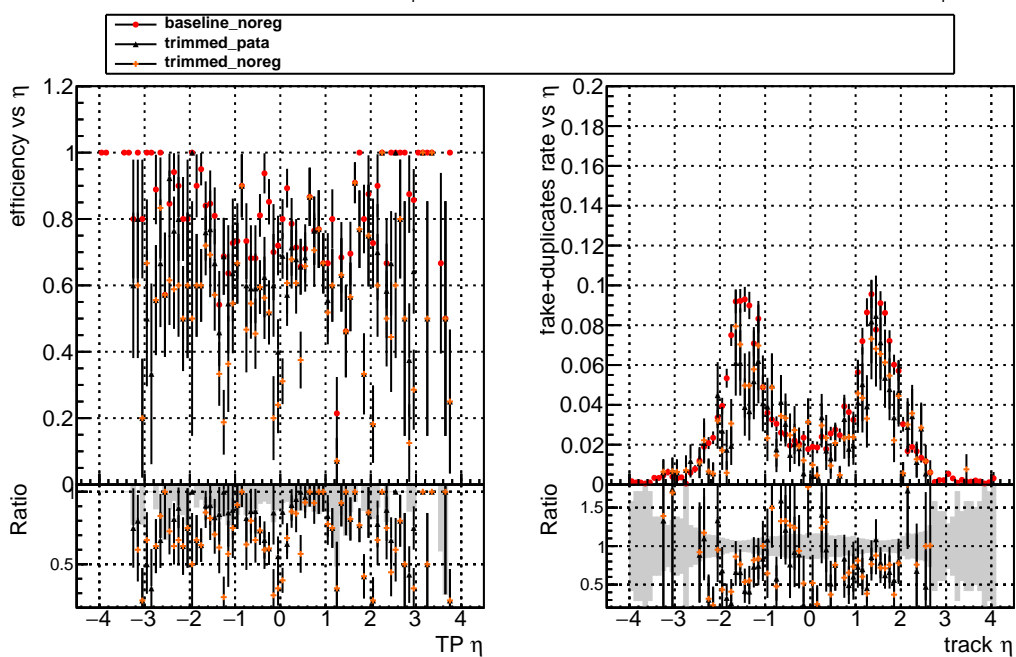 baseline_noreg
trimmed_pata
trimmed_noreg
efficiency vs η
1.2
1
0.8
0.6
0.4
0.2
0
Ratio
0.5
−4 −3 −2 −1 0 1 2 3 4
TP η
fake+duplicates rate vs η
0.2
0.18
0.16
0.14
0.12
0.1
0.08
0.06
0.04
0.02
0
Ratio
1.5
1
0.5
−4 −3 −2 −1 0 1 2 3 4
track η